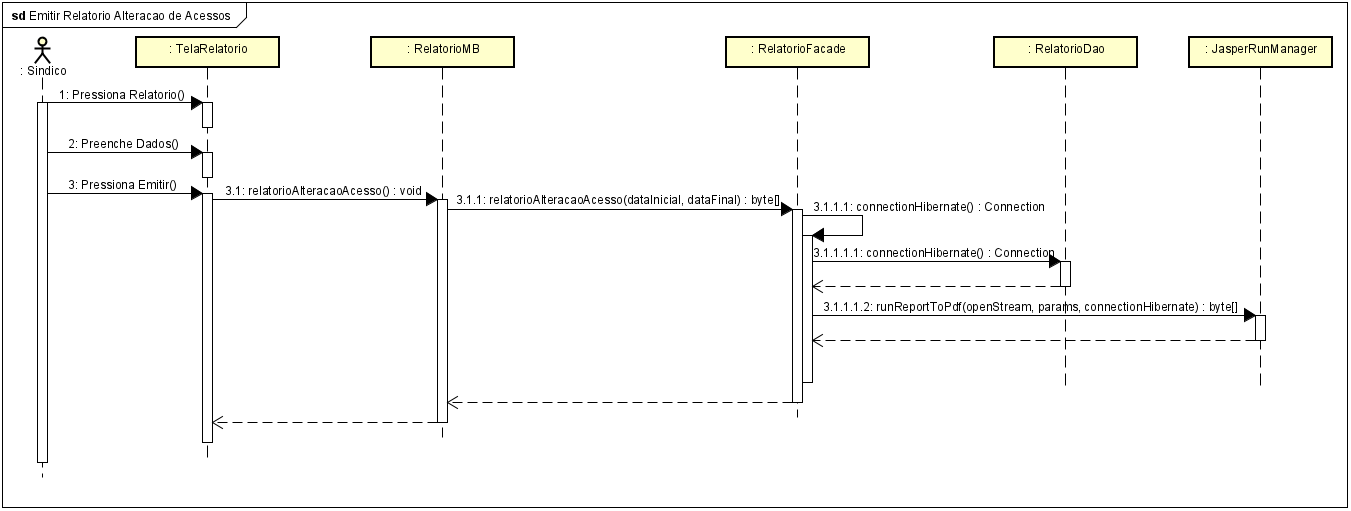 sd Emitir Relatorio Alteracao de Acessos
: Sindico
: TelaRelatorio
: RelatorioMB
: RelatorioFacade
: RelatorioDao
: JasperRunManager
1: Pressiona Relatorio()
2: Preenche Dados()
3: Pressiona Emitir()
3.1: relatorioAlteracaoAcesso() : void
3.1.1: relatorioAlteracaoAcesso(dataInicial, dataFinal) : byte[]
3.1.1.1: connectionHibernate() : Connection
3.1.1.1.1: connectionHibernate() : Connection
3.1.1.1.2: runReportToPdf(openStream, params, connectionHibernate) : byte[]